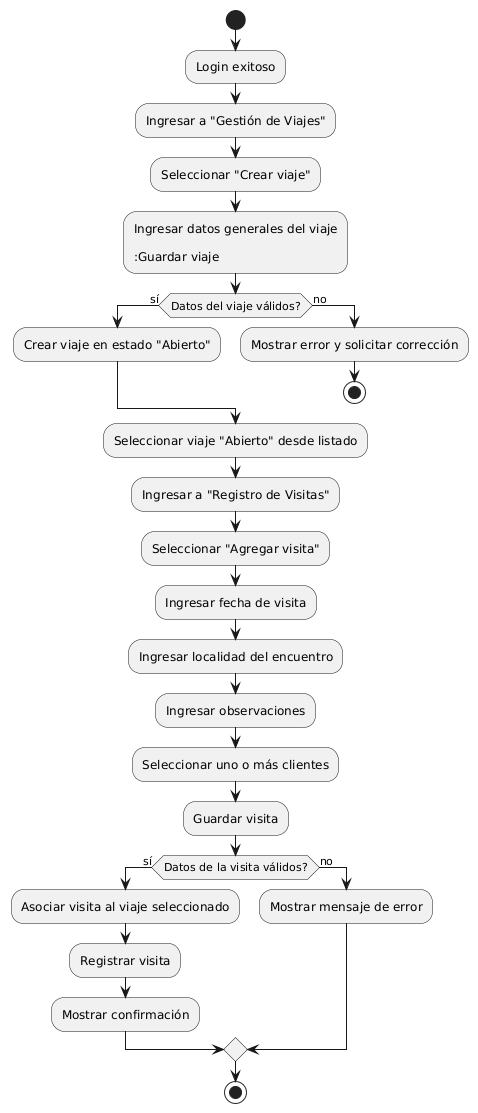 Login exitoso
Ingresar a "Gestión de Viajes"
Seleccionar "Crear viaje"
Ingresar datos generales del viaje
:Guardar viaje
Datos del viaje válidos?
sí
no
Crear viaje en estado "Abierto"
Mostrar error y solicitar corrección
Seleccionar viaje "Abierto" desde listado
Ingresar a "Registro de Visitas"
Seleccionar "Agregar visita"
Ingresar fecha de visita
Ingresar localidad del encuentro
Ingresar observaciones
Seleccionar uno o más clientes
Guardar visita
Datos de la visita válidos?
sí
no
Asociar visita al viaje seleccionado
Mostrar mensaje de error
Registrar visita
Mostrar confirmación